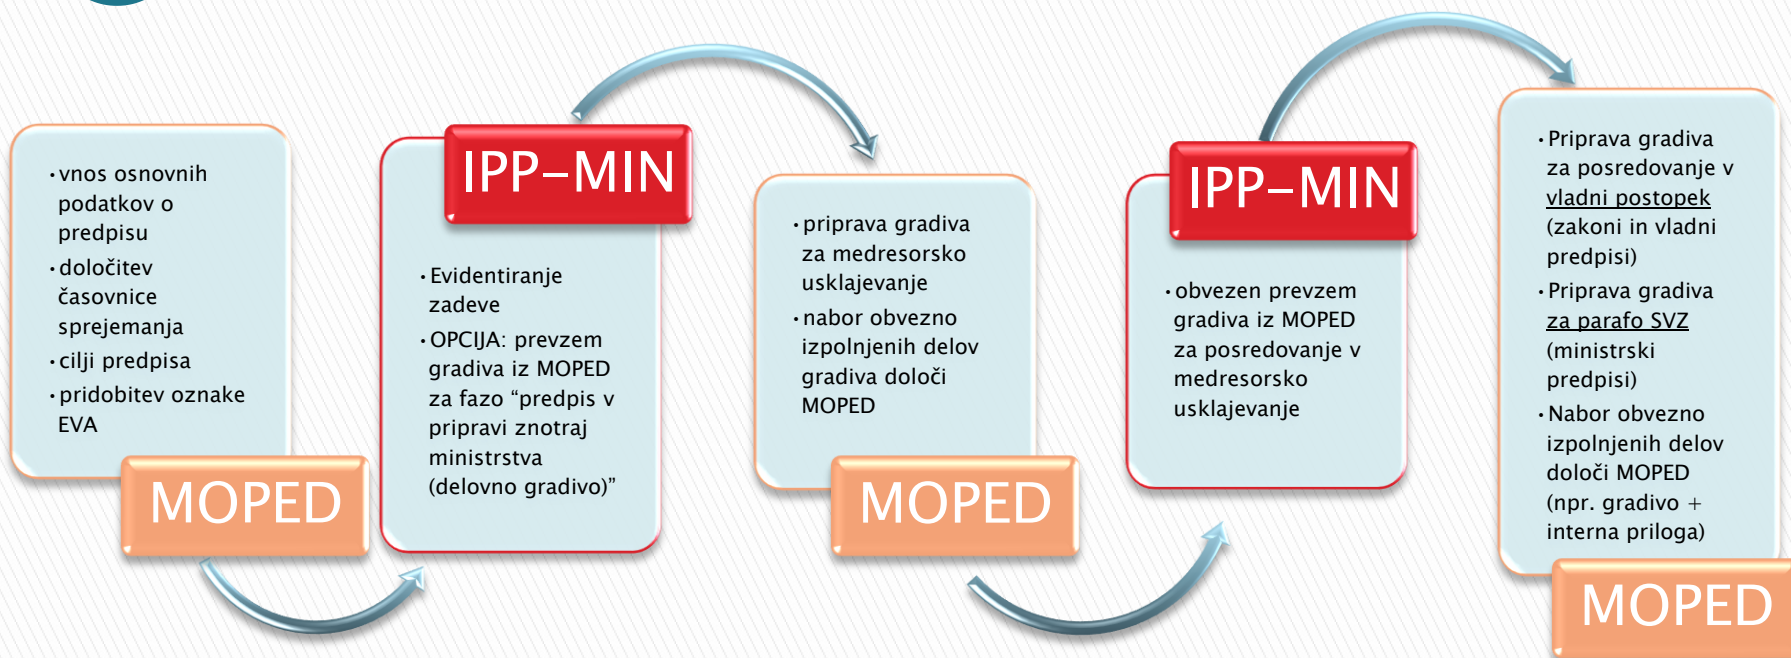 •vnos osnovnih
podatkov o
predpisu
•določitev
časovnice
sprejemanja
•cilji predpisa
•pridobitev oznake
EVA
MOPED
IPP–MIN
•Evidentiranje
zadeve
•OPCIJA: prevzem
gradiva iz MOPED
za fazo “predpis v
pripravi znotraj
ministrstva
(delovno gradivo)”
•priprava gradiva
za medresorsko
usklajevanje
•nabor obvezno
izpolnjenih delov
gradiva določi
MOPED
MOPED
IPP–MIN
•obvezen prevzem
gradiva iz MOPED
za posredovanje v
medresorsko
usklajevanje
•Priprava gradiva
za posredovanje v
vladni postopek
(zakoni in vladni
predpisi)
•Priprava gradiva
za parafo SVZ
(ministrski
predpisi)
•Nabor obvezno
izpolnjenih delov
določi MOPED
(npr. gradivo +
interna priloga)
MOPED